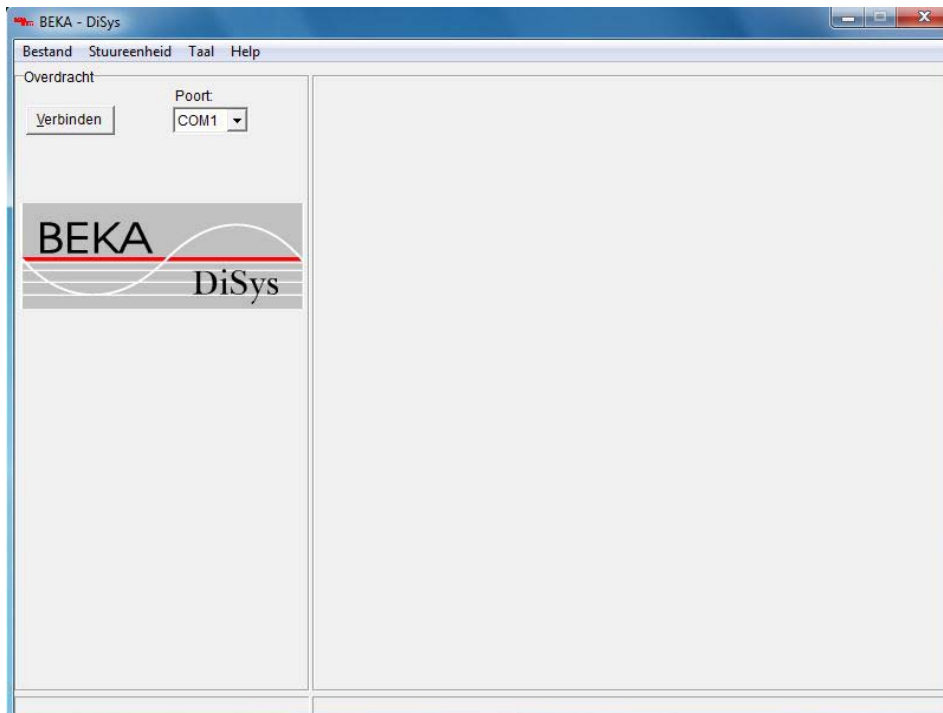 BEKA - DiSys
Bestand Stuureenheid Taal Help
Overdracht
Poort:
Verbinden COM1
BEKA
DiSys